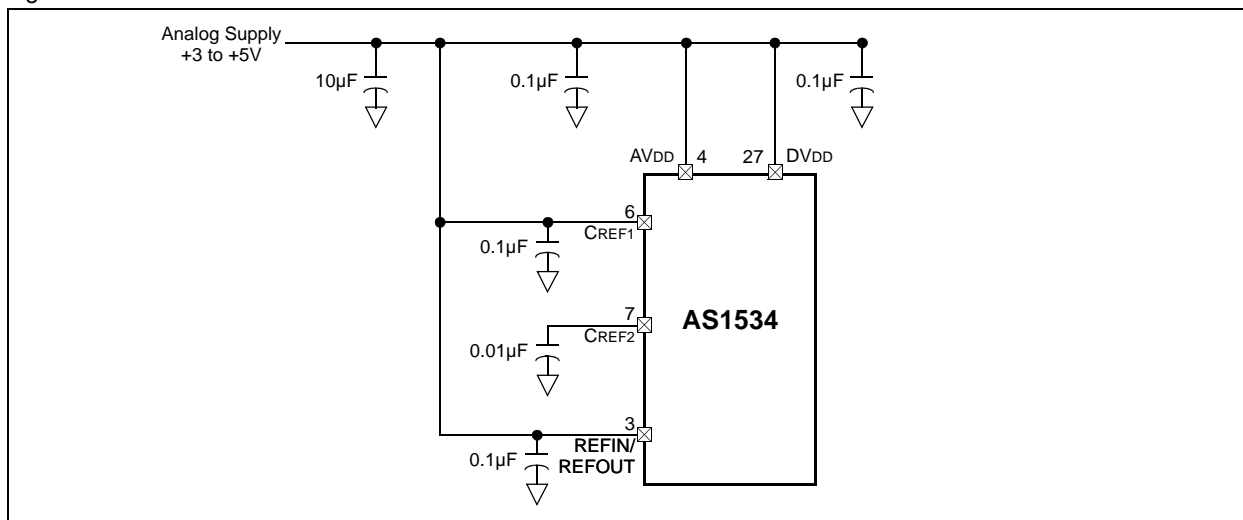 Analog Supply
+3 to +5V
10µF
0.1µF
0.1µF
AVDD 4 27 DVDD
6
CREF1
0.1µF
7
CREF2
0.01µF
AS1534
3
REFIN/
REFOUT
0.1µF